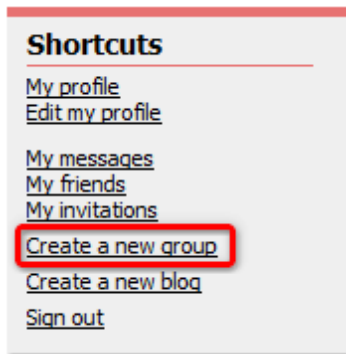 Shortcuts
My profile
Edit my profile
My messages
My friends
My invitations
Create a new group
Create a new blog
Sign out